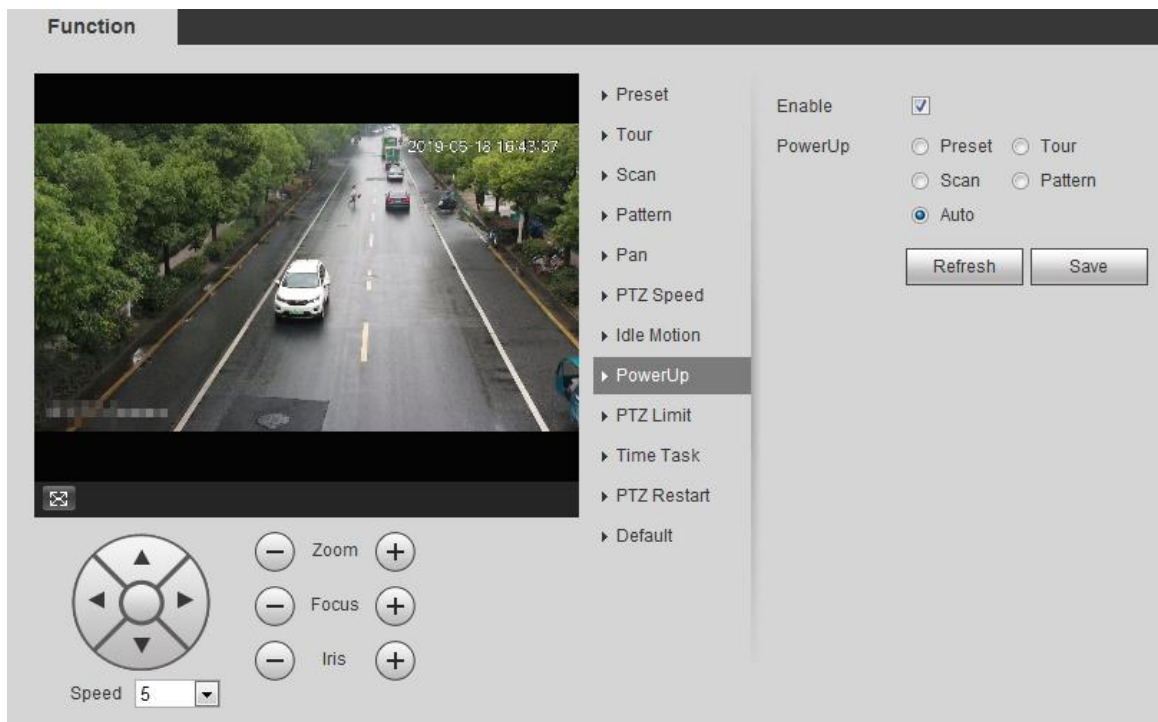 Function
2019-05-18 16:43:37
Preset
Tour
Scan
Pattern
Pan
PTZ Speed
Idle Motion
PowerUp
PTZ Limit
Time Task
PTZ Restart
Default
Enable
PowerUp
Preset Tour
Scan Pattern
Auto
Refresh Save
Zoom
Focus
Iris
Speed 5